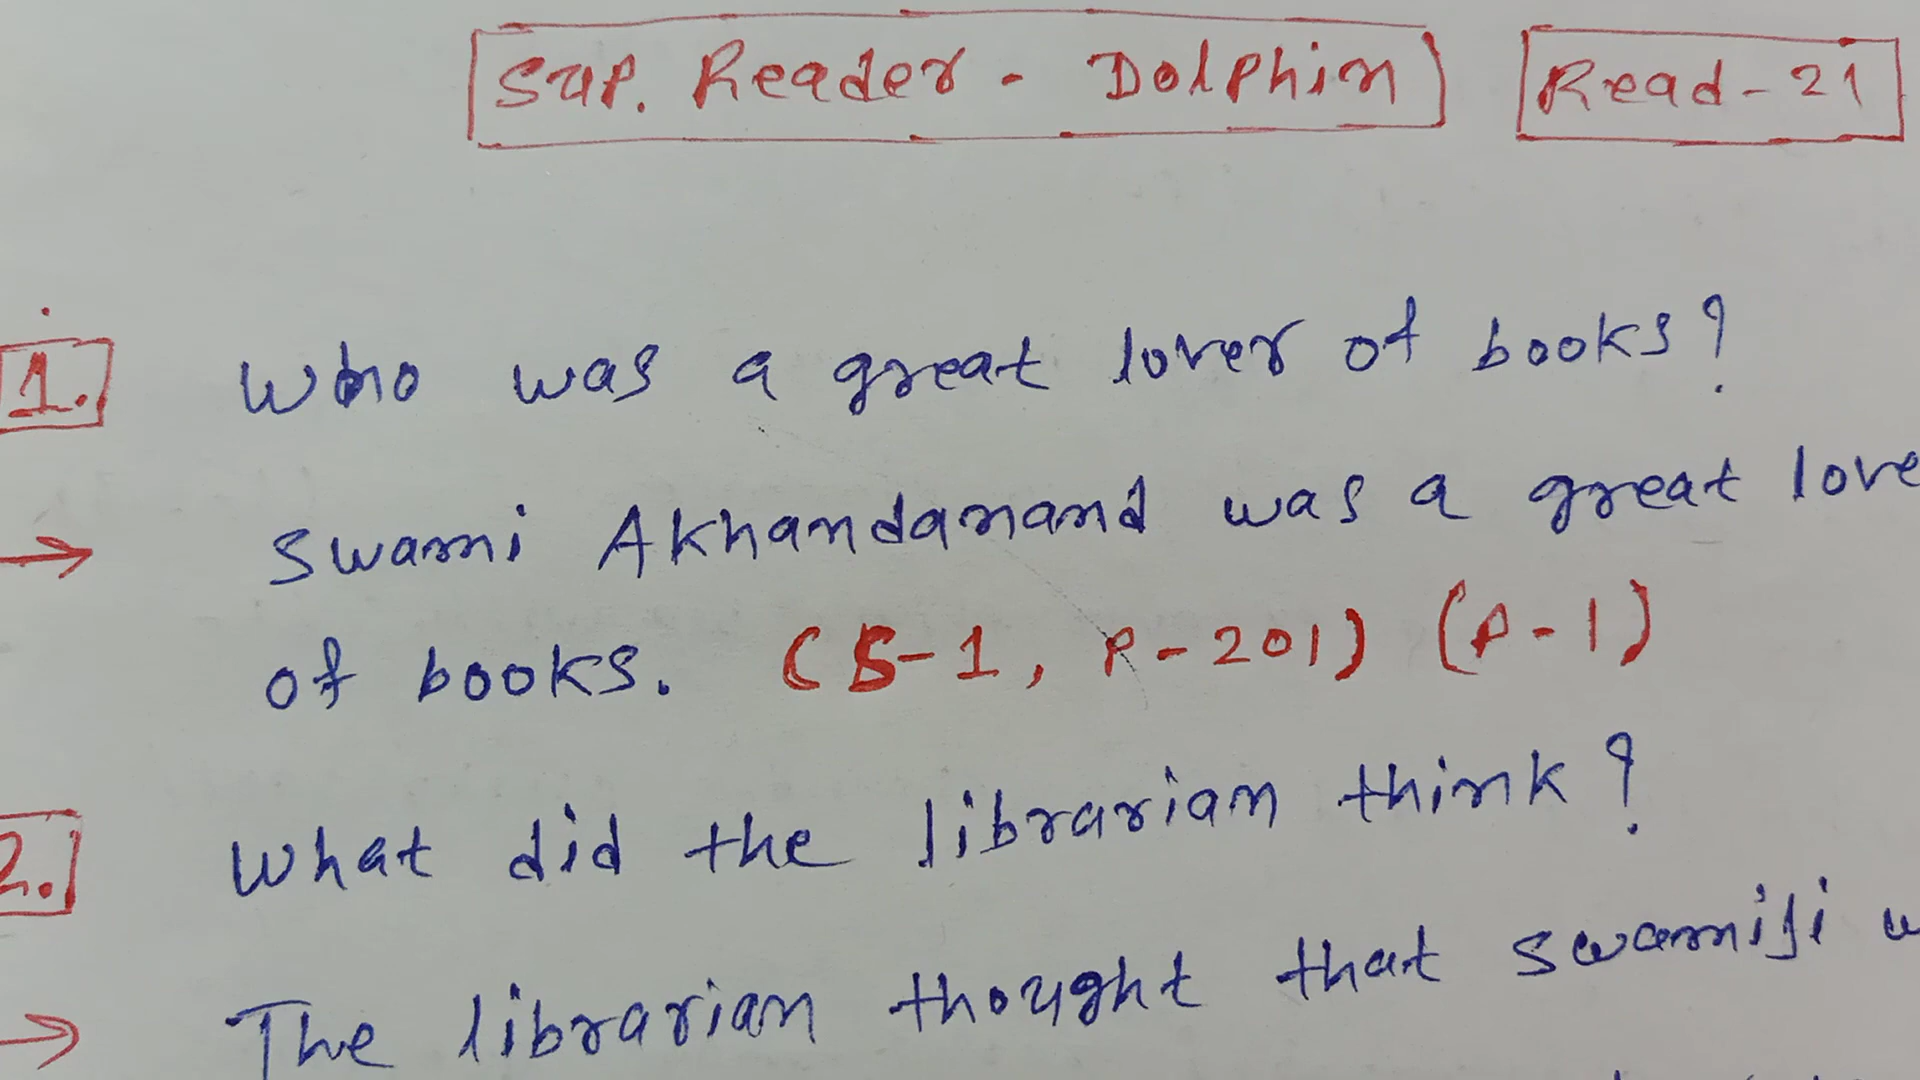 Sup. Reader - Dolphin Read-21
1. Who was a great lover of books?
→ Swami Akhandanand was a great love
of books. (S-1, P-201) (P-1)
2. What did the librarian think?
→ The librarian thought that swamiji w